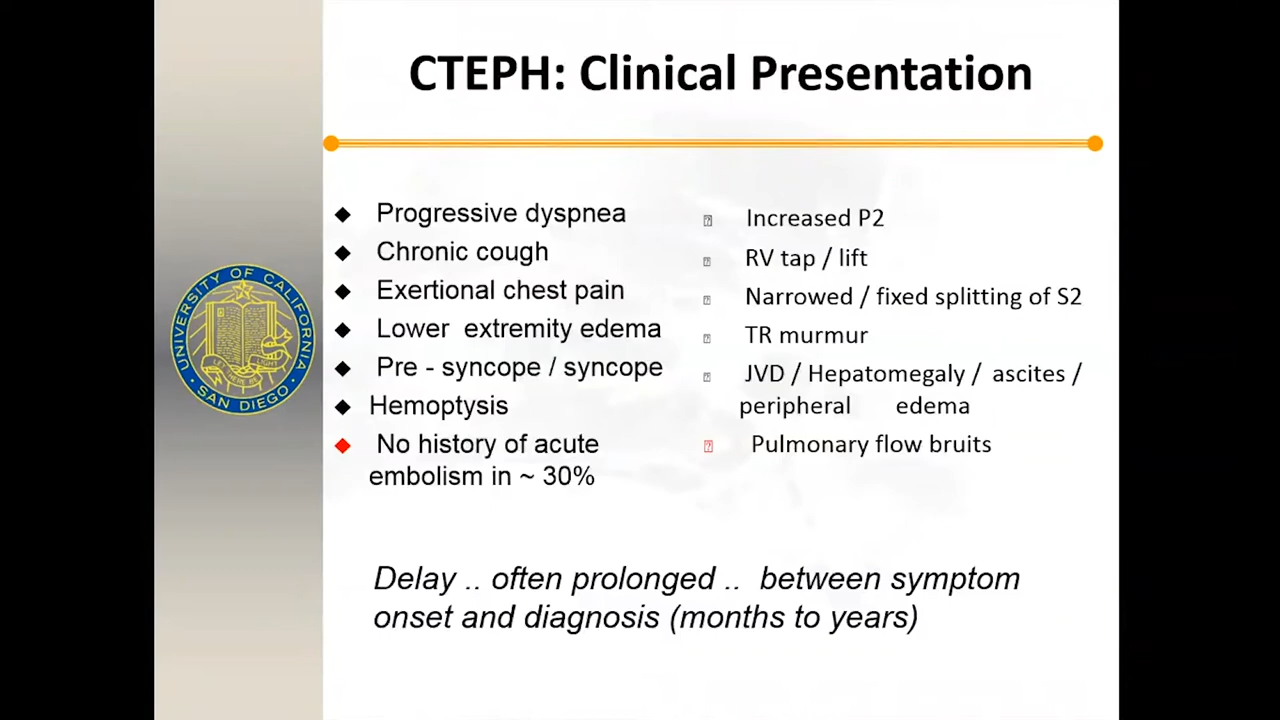 CTEPH: Clinical Presentation
Progressive dyspnea
Chronic cough
Exertional chest pain
Lower extremity edema
Pre - syncope / syncope
Hemoptysis
No history of acute
embolism in ~ 30%
Increased P2
RV tap / lift
Narrowed / fixed splitting of S2
TR murmur
JVD / Hepatomegaly / ascites /
peripheral edema
Pulmonary flow bruits
Delay .. often prolonged .. between symptom
onset and diagnosis (months to years)
UNIVERSITY OF CALIFORNIA
SAN DIEGO